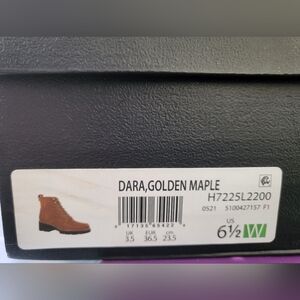 DARA,GOLDEN MAPLE
H7225L2200
0521 5100427157 F1
UK EUR. cm.
3.5 36.5 23.5
US
6½ W